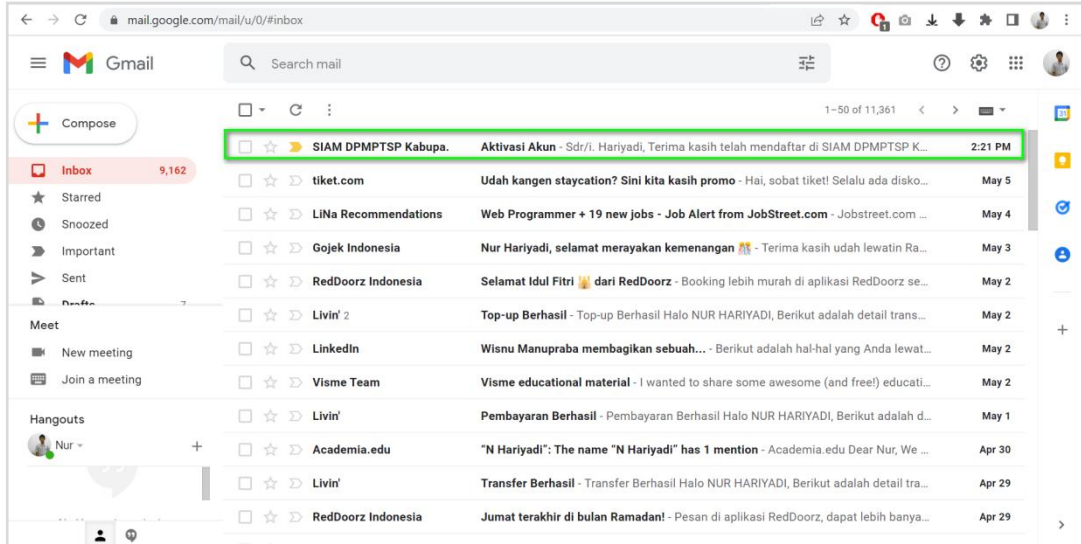 mail.google.com/mail/u/0/#inbox
1
Gmail
Search mail
Compose
1–50 of 11,361
31
SIAM DPMPTSP Kabupa. Aktivasi Akun - Sdr/i. Hariyadi, Terima kasih telah mendaftar di SIAM DPMPTSP K... 2:21 PM
Inbox 9,162
tiket.com Udah kangen staycation? Sini kita kasih promo - Hai, sobat tiket! Selalu ada disko... May 5
Starred
LiNa Recommendations Web Programmer + 19 new jobs - Job Alert from JobStreet.com - Jobstreet.com ... May 4
Snoozed
Gojek Indonesia Nur Hariyadi, selamat merayakan kemenangan 🎊 - Terima kasih udah lewatin Ra... May 3
Important
Sent
RedDoorz Indonesia Selamat Idul Fitri 🕌 dari RedDoorz - Booking lebih murah di aplikasi RedDoorz se... May 2
Drafts 7
Livin' 2 Top-up Berhasil - Top-up Berhasil Halo NUR HARIYADI, Berikut adalah detail trans... May 2
Meet
New meeting
LinkedIn Wisnu Manupraba membagikan sebuah... - Berikut adalah hal-hal yang Anda lewat... May 2
Join a meeting
Visme Team Visme educational material - I wanted to share some awesome (and free!) educati... May 2
Hangouts
Livin' Pembayaran Berhasil - Pembayaran Berhasil Halo NUR HARIYADI, Berikut adalah d... May 1
Nur
Academia.edu "N Hariyadi": The name "N Hariyadi" has 1 mention - Academia.edu Dear Nur, We ... Apr 30
Livin' Transfer Berhasil - Transfer Berhasil Halo NUR HARIYADI, Berikut adalah detail tra... Apr 29
RedDoorz Indonesia Jumat terakhir di bulan Ramadan! - Pesan di aplikasi RedDoorz, dapat lebih banya... Apr 29